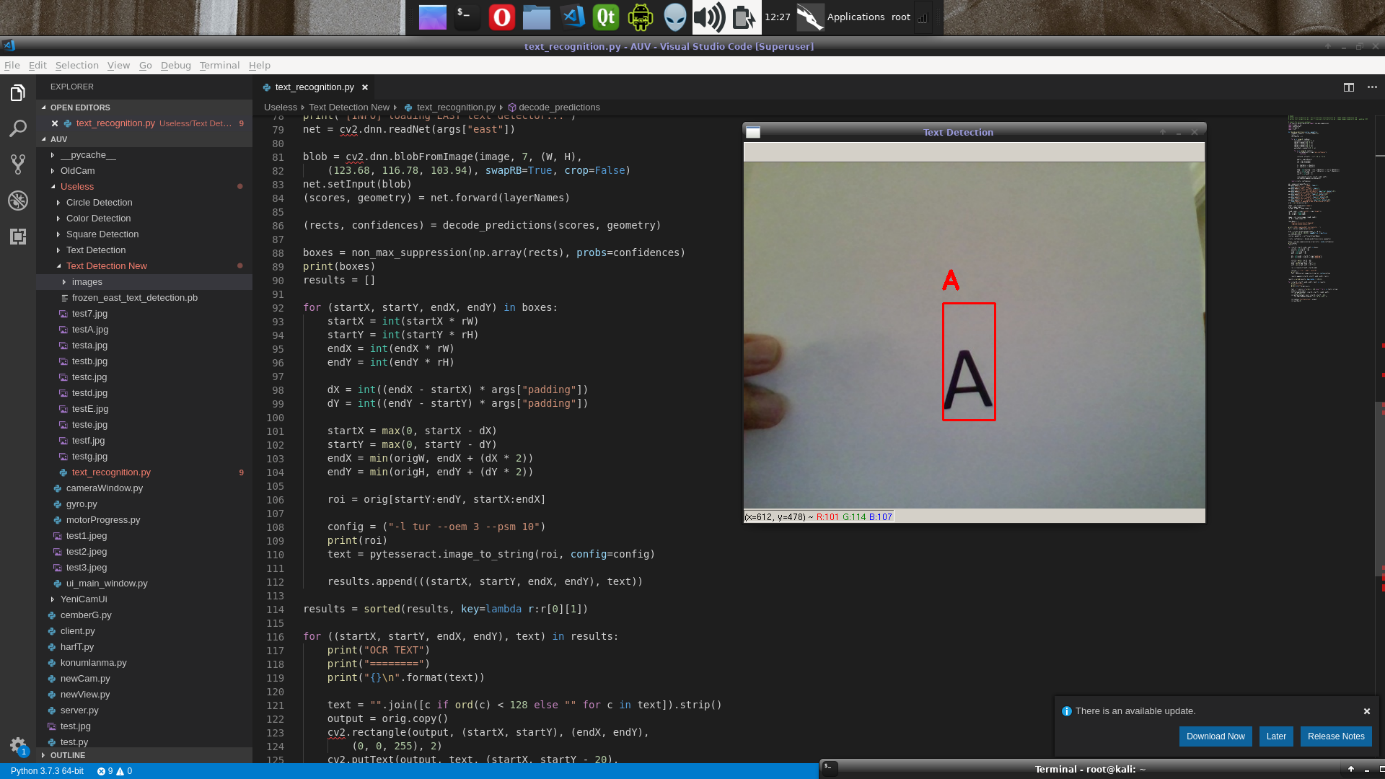 12:27
Applications
root
text_recognition.py - AUV - Visual Studio Code [Superuser]
File Edit Selection View Go Debug Terminal Help
EXPLORER
OPEN EDITORS
text_recognition.py Useless/Text Det... 9
AUV
__pycache__
OldCam
Useless
Circle Detection
Color Detection
Square Detection
Text Detection
Text Detection New
images
frozen_east_text_detection.pb
test7.jpg
testA.jpg
testa.jpg
testb.jpg
testc.jpg
testd.jpg
testE.jpg
teste.jpg
testf.jpg
testg.jpg
text_recognition.py 9
cameraWindow.py
gyro.py
motorProgress.py
test1.jpeg
test2.jpeg
test3.jpeg
ui_main_window.py
YeniCamUi
cemberG.py
client.py
harfT.py
konumlanma.py
newCam.py
newView.py
server.py
test.jpg
test.py
OUTLINE
text_recognition.py
Useless Text Detection New text_recognition.py decode_predictions
78 print("[INFO] loading EAST text detector...")
79 net = cv2.dnn.readNet(args["east"])
80
81 blob = cv2.dnn.blobFromImage(image, 7, (W, H),
82 (123.68, 116.78, 103.94), swapRB=True, crop=False)
83 net.setInput(blob)
84 (scores, geometry) = net.forward(layerNames)
85
86 (rects, confidences) = decode_predictions(scores, geometry)
87
88 boxes = non_max_suppression(np.array(rects), probs=confidences)
89 print(boxes)
90 results = []
91
92 for (startX, startY, endX, endY) in boxes:
93 startX = int(startX * rW)
94 startY = int(startY * rH)
95 endX = int(endX * rW)
96 endY = int(endY * rH)
97
98 dX = int((endX - startX) * args["padding"])
99 dY = int((endY - startY) * args["padding"])
100
101 startX = max(0, startX - dX)
102 startY = max(0, startY - dY)
103 endX = min(origW, endX + (dX * 2))
104 endY = min(origH, endY + (dY * 2))
105
106 roi = orig[startY:endY, startX:endX]
107
108 config = ("-l tur --oem 3 --psm 10")
109 print(roi)
110 text = pytesseract.image_to_string(roi, config=config)
111
112 results.append(((startX, startY, endX, endY), text))
113
114 results = sorted(results, key=lambda r:r[0][1])
115
116 for ((startX, startY, endX, endY), text) in results:
117 print("OCR TEXT")
118 print("========")
119 print("{}\n".format(text))
120
121 text = "".join([c if ord(c) < 128 else "" for c in text]).strip()
122 output = orig.copy()
123 cv2.rectangle(output, (startX, startY), (endX, endY),
124 (0, 0, 255), 2)
125 cv2.putText(output, text, (startX, startY - 20),
Text Detection
A
A
(x=612, y=478) ~ R:101 G:114 B:107
There is an available update.
Download Now
Later
Release Notes
1
Python 3.7.3 64-bit 9 0
Terminal - root@kali: ~